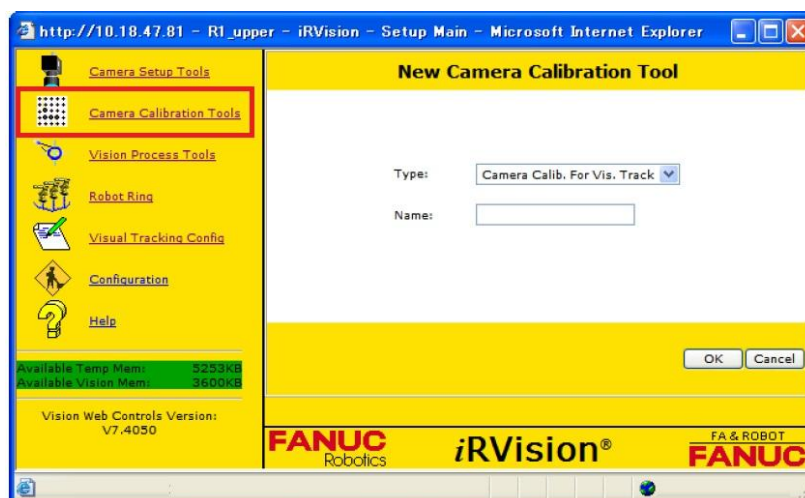 http://10.18.47.81 - R1_upper - iRVision - Setup Main - Microsoft Internet Explorer
Camera Setup Tools
Camera Calibration Tools
Vision Process Tools
Robot Ring
Visual Tracking Config
Configuration
Help
Available Temp Mem: 5253KB
Available Vision Mem: 3600KB
Vision Web Controls Version:
V7.4050
New Camera Calibration Tool
Type: Camera Calib. For Vis. Track
Name:
OK Cancel
FANUC
Robotics
iRVision®
FA & ROBOT
FANUC